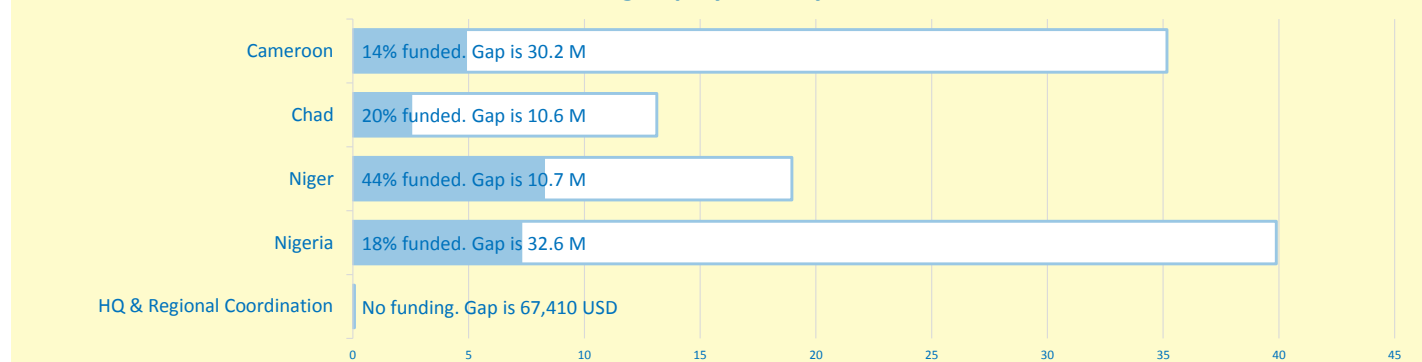 Cameroon 14% funded. Gap is 30.2 M
Chad 20% funded. Gap is 10.6 M
Niger 44% funded. Gap is 10.7 M
Nigeria 18% funded. Gap is 32.6 M
HQ & Regional Coordination No funding. Gap is 67,410 USD
0 5 10 15 20 25 30 35 40 45